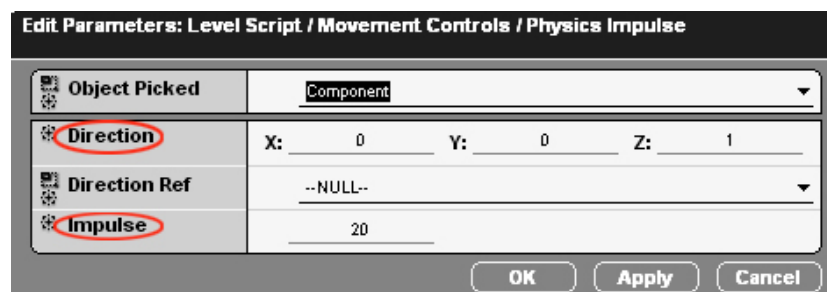 Edit Parameters: Level Script / Movement Controls / Physics Impulse
Object Picked Component
Direction X: 0 Y: 0 Z: 1
Direction Ref --NULL--
Impulse 20
OK Apply Cancel